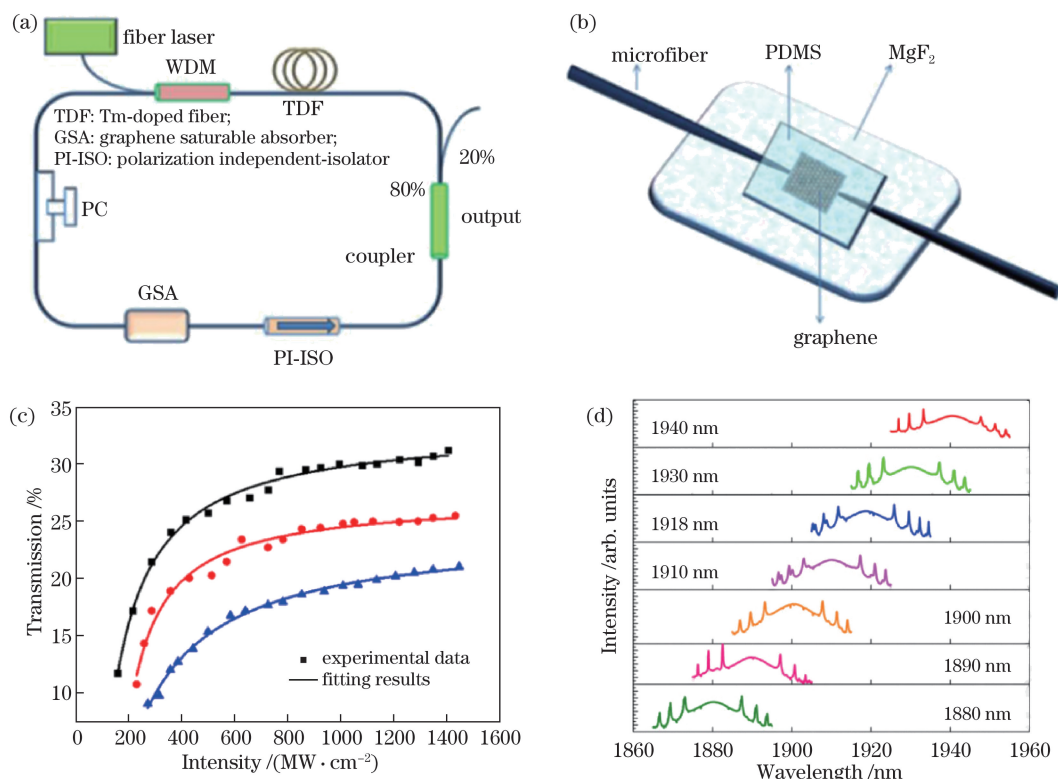 (a)
fiber laser
WDM
TDF
TDF: Tm-doped fiber;
GSA: graphene saturable absorber;
PI-ISO: polarization independent-isolator
20%
80%
PC
output
coupler
GSA
PI-ISO
(b)
microfiber
PDMS
MgF₂
graphene
(c)
35
30
25
20
15
10
Transmission /%
experimental data
fitting results
0 200 400 600 800 1000 1200 1400 1600
Intensity /(MW · cm⁻²)
(d)
1940 nm
1930 nm
1918 nm
1910 nm
1900 nm
1890 nm
1880 nm
Intensity /arb. units
1860 1880 1900 1920 1940 1960
Wavelength /nm